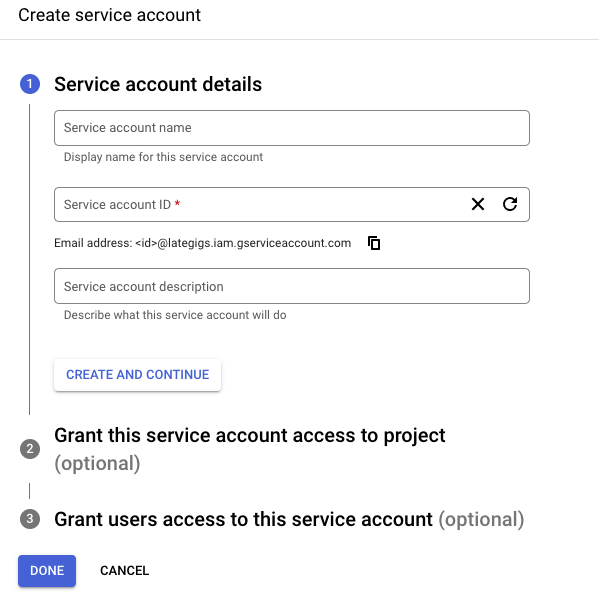 Create service account
1 Service account details
Service account name
Display name for this service account
Service account ID *
Email address: <id>@lategigs.iam.gserviceaccount.com
Service account description
Describe what this service account will do
CREATE AND CONTINUE
2 Grant this service account access to project
(optional)
3 Grant users access to this service account (optional)
DONE CANCEL